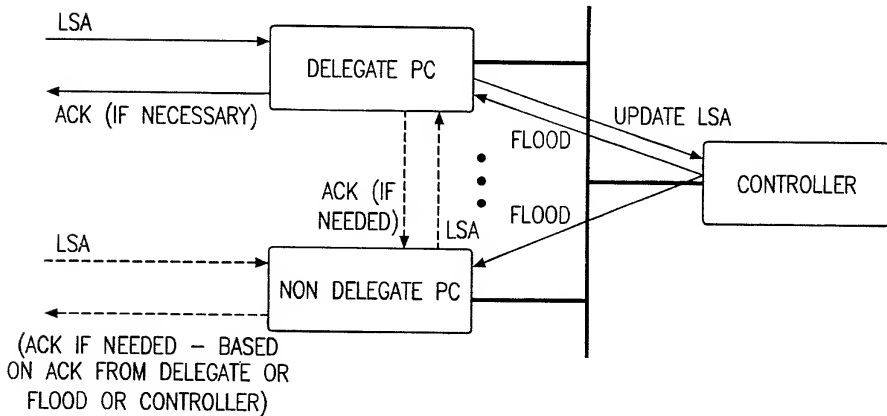 LSA
DELEGATE PC
ACK (IF NECESSARY)
UPDATE LSA
FLOOD
CONTROLLER
ACK (IF
NEEDED)
LSA
FLOOD
LSA
NON DELEGATE PC
(ACK IF NEEDED – BASED
ON ACK FROM DELEGATE OR
FLOOD OR CONTROLLER)